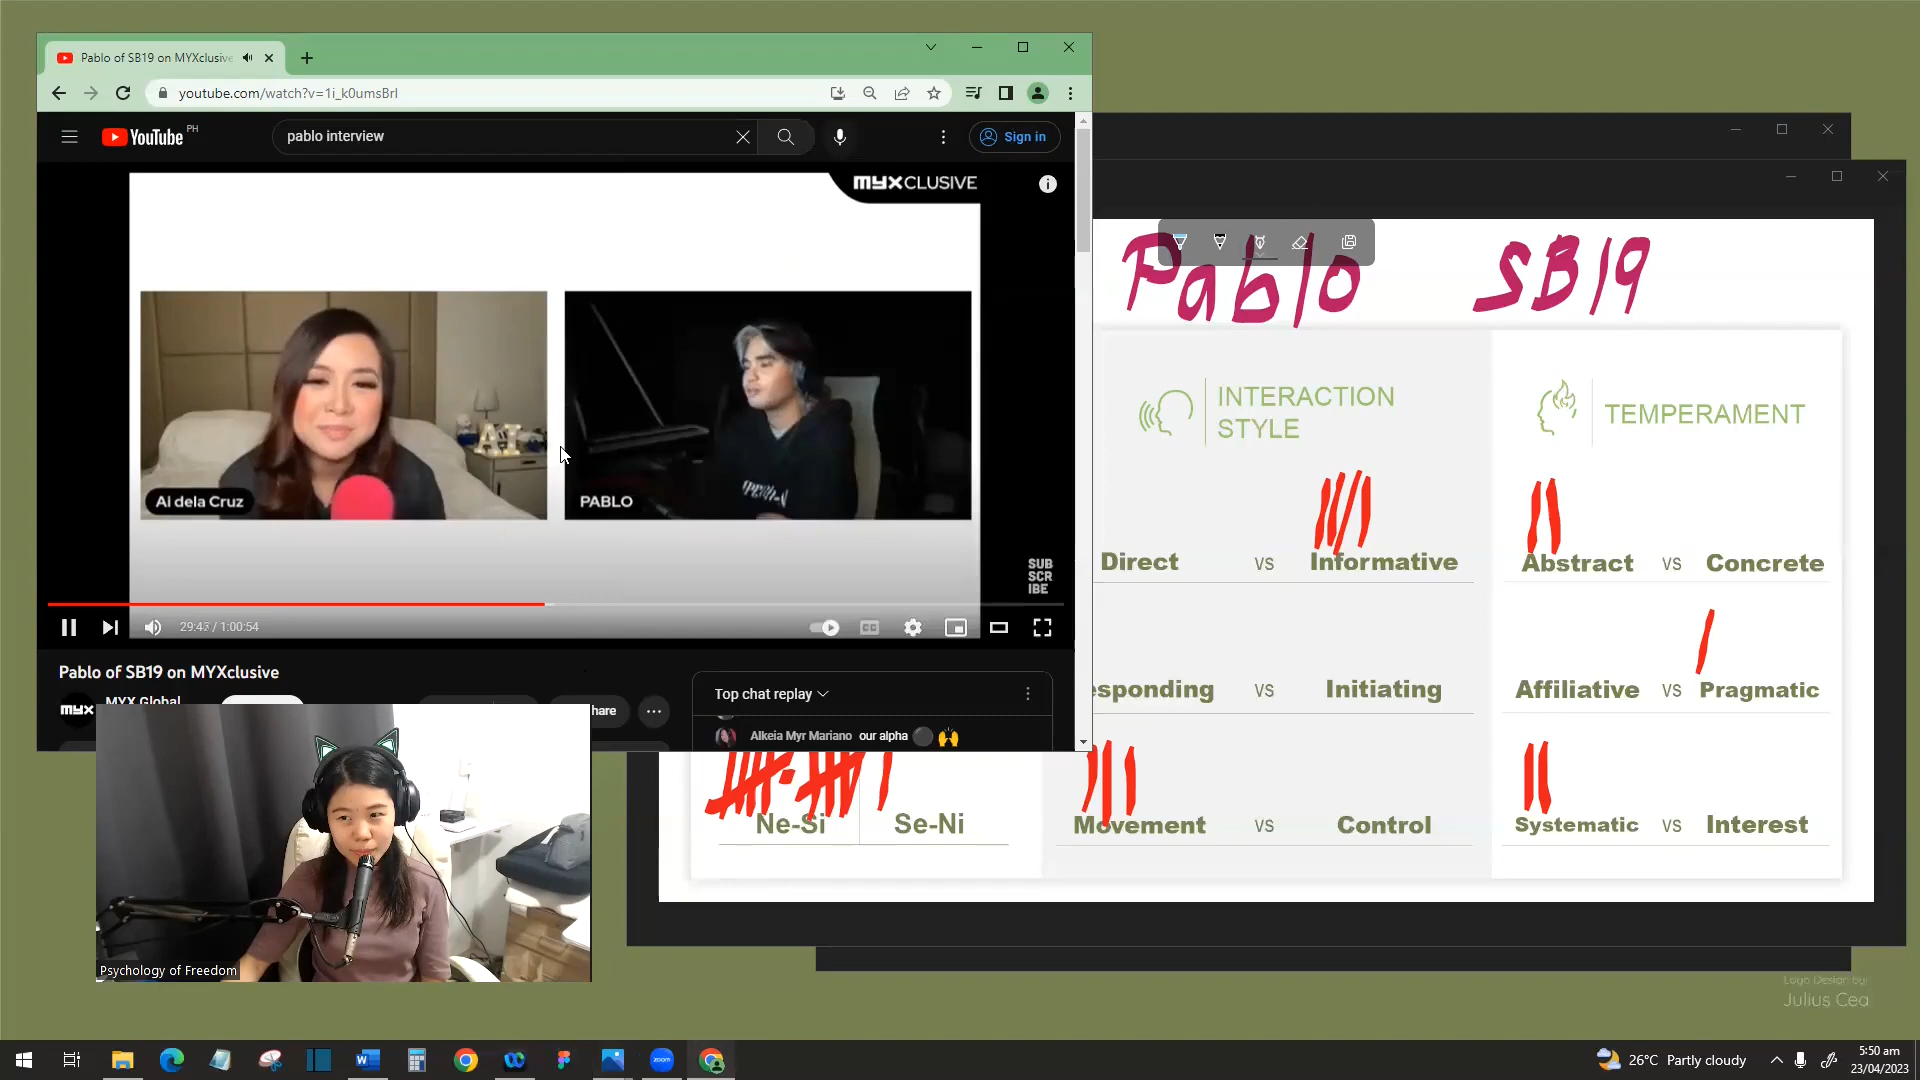 Pablo of SB19 on MYXclusive
youtube.com/watch?v=1i_k0umsBrI
YouTube PH
pablo interview
Sign in
MYXCLUSIVE
Ai dela Cruz
PABLO
SUB
SCR
IBE
29:43 / 1:00:54
Pablo of SB19 on MYXclusive
MYX Global
myx
hare
Top chat replay
Alkeia Myr Mariano our alpha
Psychology of Freedom
Pablo SB19
INTERACTION
STYLE
TEMPERAMENT
Direct vs Informative
Abstract vs Concrete
esponding vs Initiating
Affiliative vs Pragmatic
Ne-Si Se-Ni
Movement vs Control
Systematic vs Interest
Logo Design by:
Julius Cea
zoom
26°C Partly cloudy
5:50 am
23/04/2023